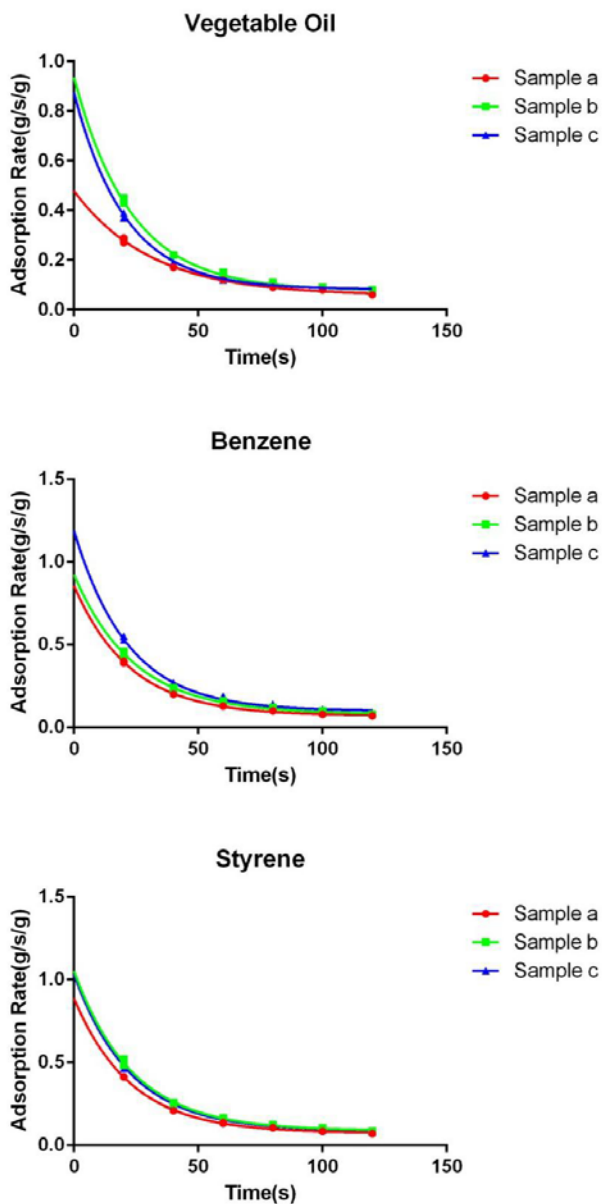 Vegetable Oil
Adsorption Rate(g/s/g)
1.0
0.8
0.6
0.4
0.2
0.0
0 50 100 150
Time(s)
Sample a
Sample b
Sample c
Benzene
Adsorption Rate(g/s/g)
1.5
1.0
0.5
0.0
0 50 100 150
Time(s)
Sample a
Sample b
Sample c
Styrene
Adsorption Rate(g/s/g)
1.5
1.0
0.5
0.0
0 50 100 150
Time(s)
Sample a
Sample b
Sample c